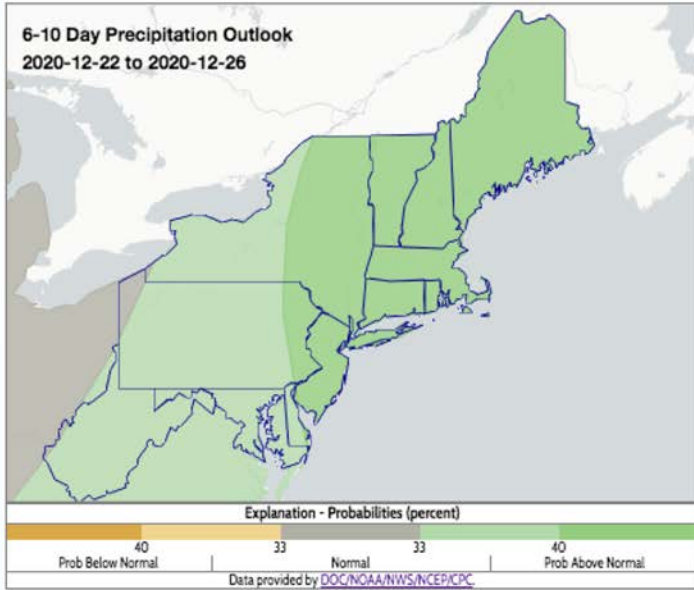 6-10 Day Precipitation Outlook
2020-12-22 to 2020-12-26
Explanation - Probabilities (percent)
40 33 33 40
Prob Below Normal Normal Prob Above Normal
Data provided by DOC/NOAA/NWS/NCEP/CPC.